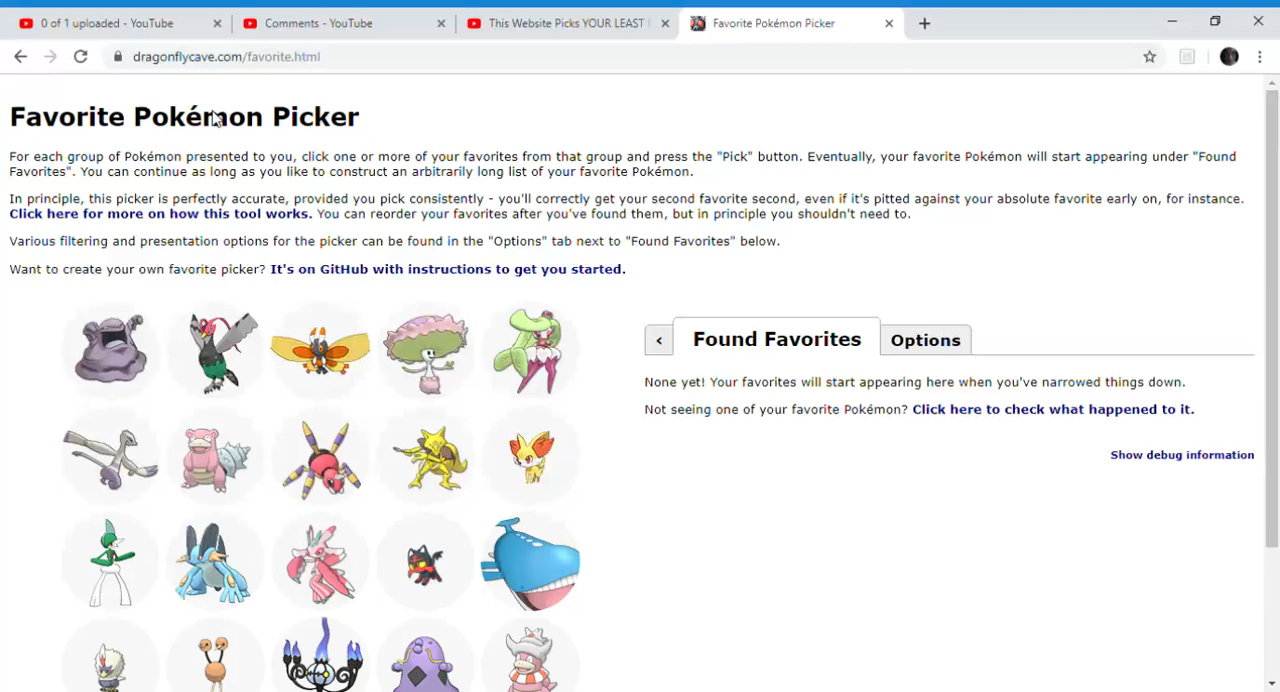 0 of 1 uploaded - YouTube
Comments - YouTube
This Website Picks YOUR LEAST
Favorite Pokémon Picker
dragonflycave.com/favorite.html
Favorite Pokémon Picker
For each group of Pokémon presented to you, click one or more of your favorites from that group and press the "Pick" button. Eventually, your favorite Pokémon will start appearing under "Found
Favorites". You can continue as long as you like to construct an arbitrarily long list of your favorite Pokémon.
In principle, this picker is perfectly accurate, provided you pick consistently - you'll correctly get your second favorite second, even if it's pitted against your absolute favorite early on, for instance.
Click here for more on how this tool works. You can reorder your favorites after you've found them, but in principle you shouldn't need to.
Various filtering and presentation options for the picker can be found in the "Options" tab next to "Found Favorites" below.
Want to create your own favorite picker? It's on GitHub with instructions to get you started.
‹ Found Favorites Options
None yet! Your favorites will start appearing here when you've narrowed things down.
Not seeing one of your favorite Pokémon? Click here to check what happened to it.
Show debug information